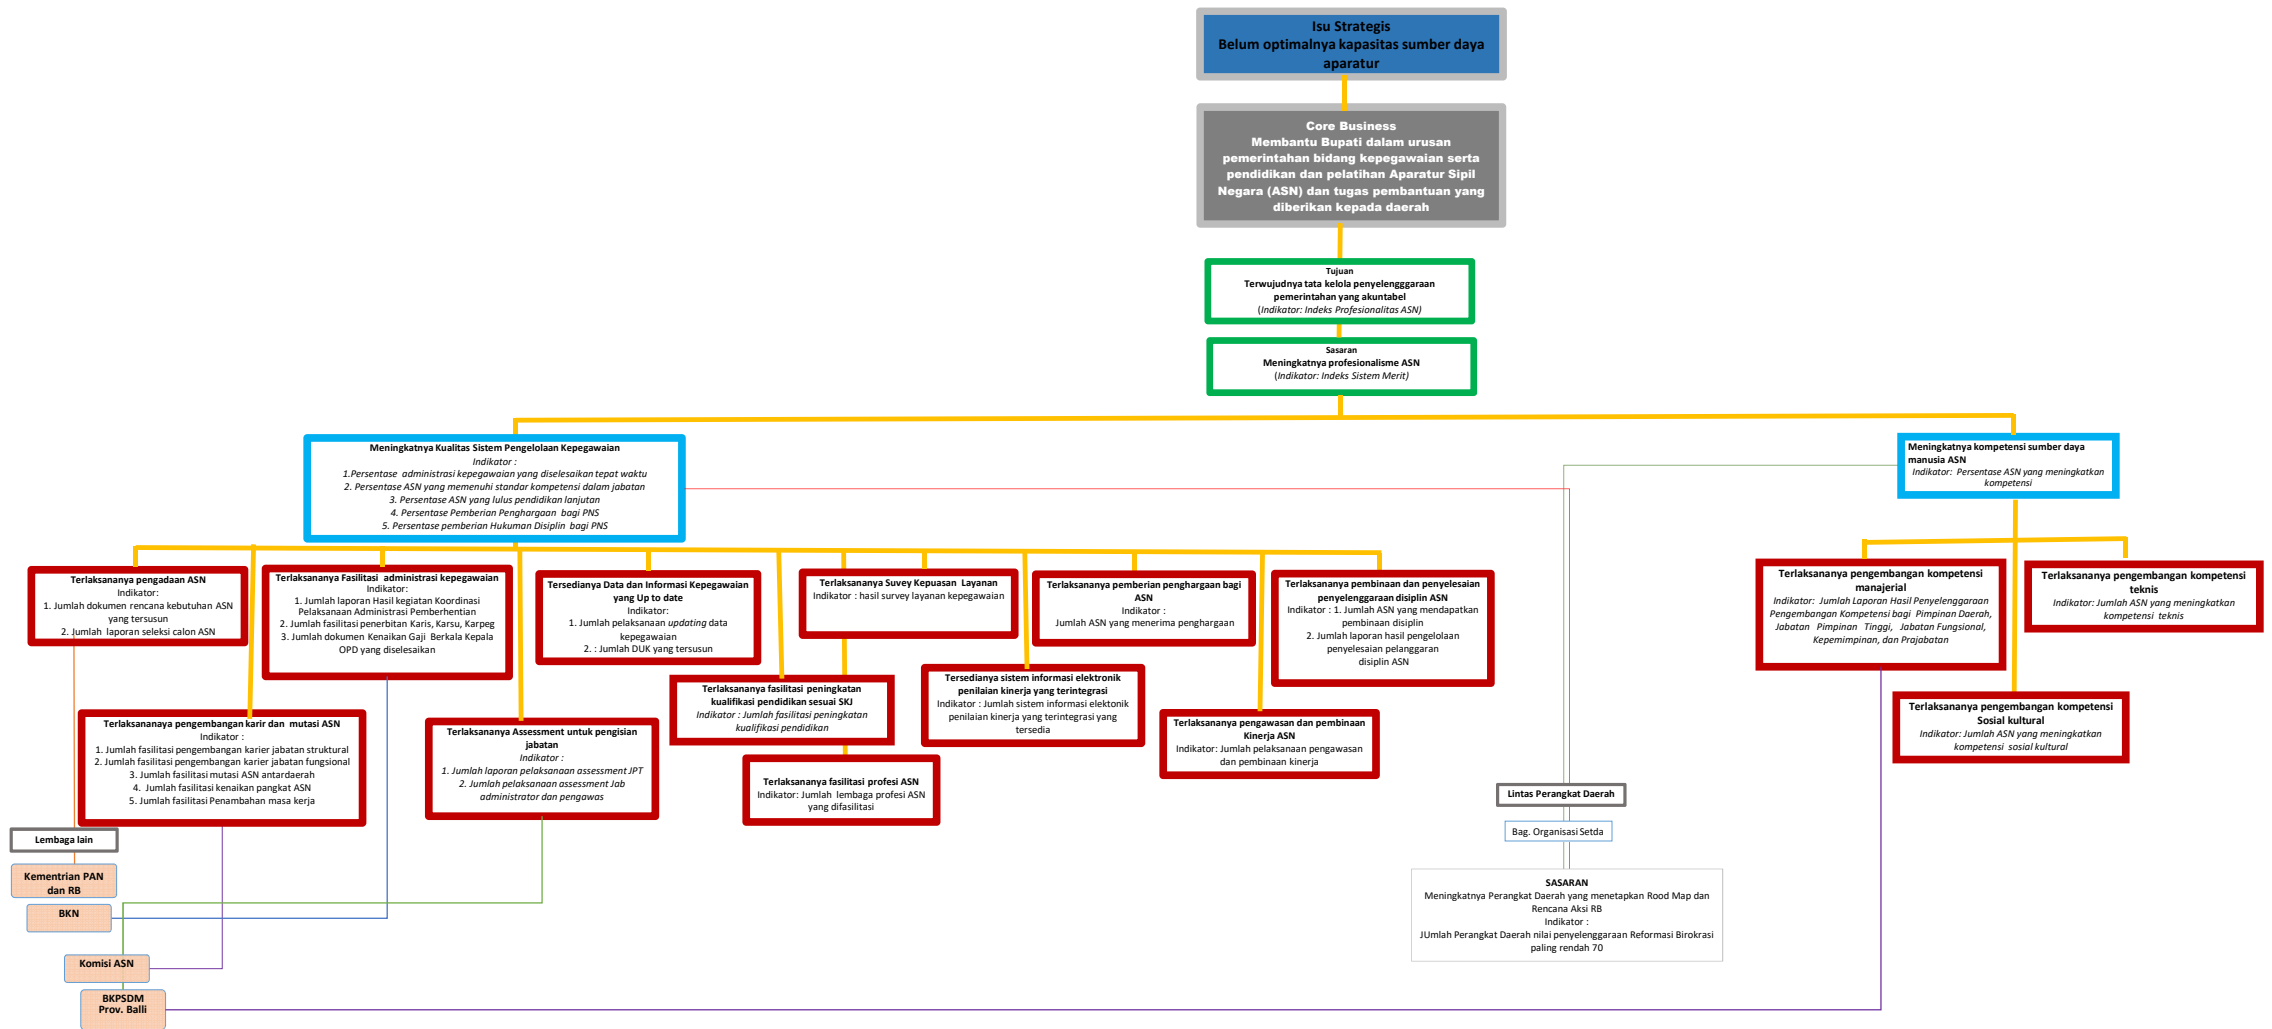 Isu Strategis
Belum optimalnya kapasitas sumber daya
aparatur
Core Business
Membantu Bupati dalam urusan
pemerintahan bidang kepegawaian serta
pendidikan dan pelatihan Aparatur Sipil
Negara (ASN) dan tugas pembantuan yang
diberikan kepada daerah
Tujuan
Terwujudnya tata kelola penyelengggaraan
pemerintahan yang akuntabel
(Indikator: Indeks Profesionalitas ASN)
Sasaran
Meningkatnya profesionalisme ASN
(Indikator: Indeks Sistem Merit)
Meningkatnya Kualitas Sistem Pengelolaan Kepegawaian
Indikator :
1.Persentase administrasi kepegawaian yang diselesaikan tepat waktu
2. Persentase ASN yang memenuhi standar kompetensi dalam jabatan
3. Persentase ASN yang lulus pendidikan lanjutan
4. Persentase Pemberian Penghargaan bagi PNS
5. Persentase pemberian Hukuman Disiplin bagi PNS
Meningkatnya kompetensi sumber daya
manusia ASN
Indikator: Persentase ASN yang meningkatkan
kompetensi
Terlaksananya pengadaan ASN
Indikator:
1. Jumlah dokumen rencana kebutuhan ASN
yang tersusun
2. Jumlah laporan seleksi calon ASN
Terlaksananya Fasilitasi administrasi kepegawaian
Indikator:
1. Jumlah laporan Hasil kegiatan Koordinasi
Pelaksanaan Administrasi Pemberhentian
2. Jumlah fasilitasi penerbitan Karis, Karsu, Karpeg
3. Jumlah dokumen Kenaikan Gaji Berkala Kepala
OPD yang diselesaikan
Tersedianya Data dan Informasi Kepegawaian
yang Up to date
Indikator:
1. Jumlah pelaksanaan updating data
kepegawaian
2. : Jumlah DUK yang tersusun
Terlaksananya Suvey Kepuasan Layanan
Indikator : hasil survey layanan kepegawaian
Terlaksananya pemberian penghargaan bagi
ASN
Indikator :
Jumlah ASN yang menerima penghargaan
Terlaksananya pembinaan dan penyelesaian
penyelenggaraan disiplin ASN
Indikator : 1. Jumlah ASN yang mendapatkan
pembinaan disiplin
2. Jumlah laporan hasil pengelolaan
penyelesaian pelanggaran
disiplin ASN
Terlaksananya pengembangan kompetensi
manajerial
Indikator: Jumlah Laporan Hasil Penyelenggaraan
Pengembangan Kompetensi bagi Pimpinan Daerah,
Jabatan Pimpinan Tinggi, Jabatan Fungsional,
Kepemimpinan, dan Prajabatan
Terlaksananya pengembangan kompetensi
teknis
Indikator: Jumlah ASN yang meningkatkan
kompetensi teknis
Terlaksananaya pengembangan karir dan mutasi ASN
Indikator :
1. Jumlah fasilitasi pengembangan karier jabatan struktural
2. Jumlah fasilitasi pengembangan karier jabatan fungsional
3. Jumlah fasilitasi mutasi ASN antardaerah
4. Jumlah fasilitasi kenaikan pangkat ASN
5. Jumlah fasilitasi Penambahan masa kerja
Terlaksananya Assessment untuk pengisian
jabatan
Indikator :
1. Jumlah laporan pelaksanaan assessment JPT
2. Jumlah pelaksanaan assessment Jab
administrator dan pengawas
Terlaksananya fasilitasi peningkatan
kualifikasi pendidikan sesuai SKJ
Indikator : Jumlah fasilitasi peningkatan
kualifikasi pendidikan
Terlaksananya fasilitasi profesi ASN
Indikator: Jumlah lembaga profesi ASN
yang difasilitasi
Tersedianya sistem informasi elektronik
penilaian kinerja yang terintegrasi
Indikator : Jumlah sistem informasi elektonik
penilaian kinerja yang terintegrasi yang
tersedia
Terlaksananya pengawasan dan pembinaan
Kinerja ASN
Indikator: Jumlah pelaksanaan pengawasan
dan pembinaan kinerja
Terlaksananya pengembangan kompetensi
Sosial kultural
Indikator: Jumlah ASN yang meningkatkan
kompetensi sosial kultural
Lintas Perangkat Daerah
Bag. Organisasi Setda
SASARAN
Meningkatnya Perangkat Daerah yang menetapkan Rood Map dan
Rencana Aksi RB
Indikator :
JUmlah Perangkat Daerah nilai penyelenggaraan Reformasi Birokrasi
paling rendah 70
Lembaga lain
Kementrian PAN
dan RB
BKN
Komisi ASN
BKPSDM
Prov. Balli